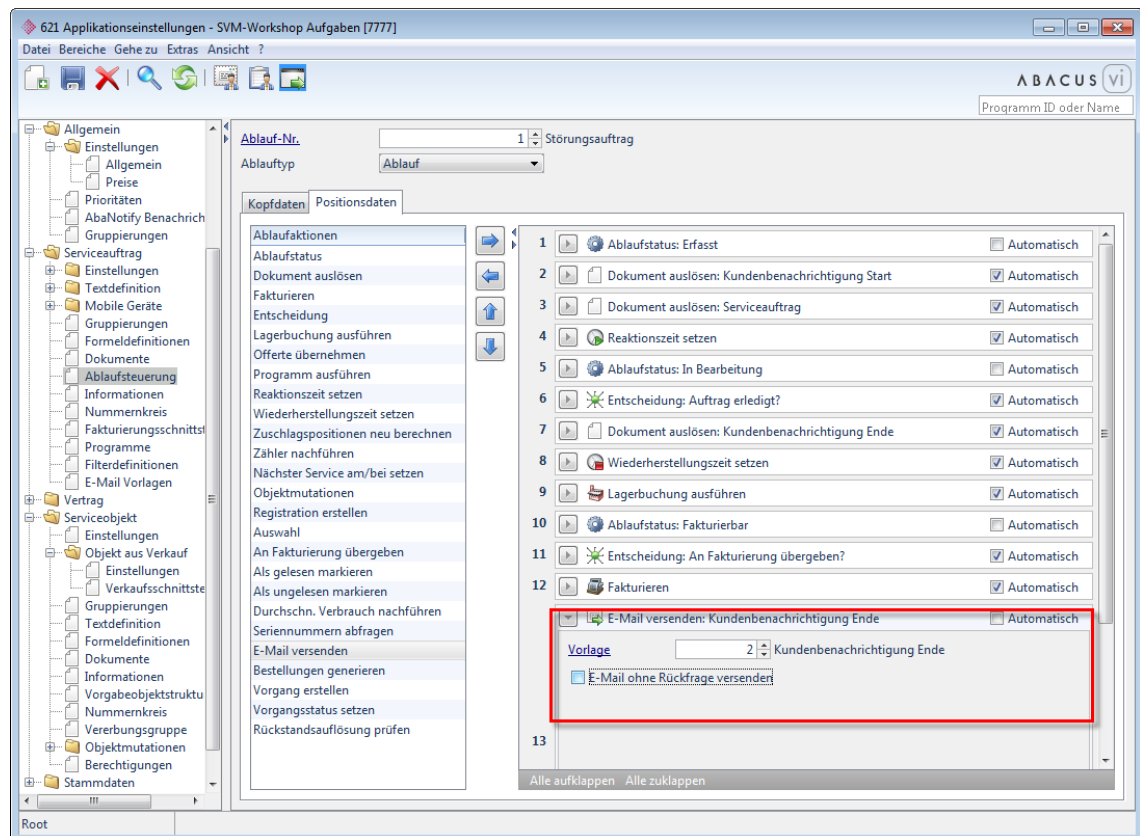 621 Applikationseinstellungen - SVM-Workshop Aufgaben [7777]
Datei Bereiche Gehe zu Extras Ansicht ?
ABACUS vi
Programm ID oder Name
Allgemein
Einstellungen
Allgemein
Preise
Prioritäten
AbaNotify Benachrich
Gruppierungen
Serviceauftrag
Einstellungen
Textdefinition
Mobile Geräte
Gruppierungen
Formeldefinitionen
Dokumente
Ablaufsteuerung
Informationen
Nummernkreis
Fakturierungsschnittst
Programme
Filterdefinitionen
E-Mail Vorlagen
Vertrag
Serviceobjekt
Einstellungen
Objekt aus Verkauf
Einstellungen
Verkaufsschnittste
Gruppierungen
Textdefinition
Formeldefinitionen
Dokumente
Informationen
Vorgabeobjektstruktu
Nummernkreis
Vererbungsgruppe
Objektmutationen
Berechtigungen
Stammdaten
Ablauf-Nr. 1 Störungsauftrag
Ablauftyp Ablauf
Kopfdaten Positionsdaten
Ablaufaktionen
Ablaufstatus
Dokument auslösen
Fakturieren
Entscheidung
Lagerbuchung ausführen
Offerte übernehmen
Programm ausführen
Reaktionszeit setzen
Wiederherstellungszeit setzen
Zuschlagspositionen neu berechnen
Zähler nachführen
Nächster Service am/bei setzen
Objektmutationen
Registration erstellen
Auswahl
An Fakturierung übergeben
Als gelesen markieren
Als ungelesen markieren
Durchschn. Verbrauch nachführen
Seriennummern abfragen
E-Mail versenden
Bestellungen generieren
Vorgang erstellen
Vorgangsstatus setzen
Rückstandsauflösung prüfen
1 Ablaufstatus: Erfasst Automatisch
2 Dokument auslösen: Kundenbenachrichtigung Start Automatisch
3 Dokument auslösen: Serviceauftrag Automatisch
4 Reaktionszeit setzen Automatisch
5 Ablaufstatus: In Bearbeitung Automatisch
6 Entscheidung: Auftrag erledigt? Automatisch
7 Dokument auslösen: Kundenbenachrichtigung Ende Automatisch
8 Wiederherstellungszeit setzen Automatisch
9 Lagerbuchung ausführen Automatisch
10 Ablaufstatus: Fakturierbar Automatisch
11 Entscheidung: An Fakturierung übergeben? Automatisch
12 Fakturieren Automatisch
E-Mail versenden: Kundenbenachrichtigung Ende Automatisch
Vorlage 2 Kundenbenachrichtigung Ende
E-Mail ohne Rückfrage versenden
13
Alle aufklappen Alle zuklappen
Root